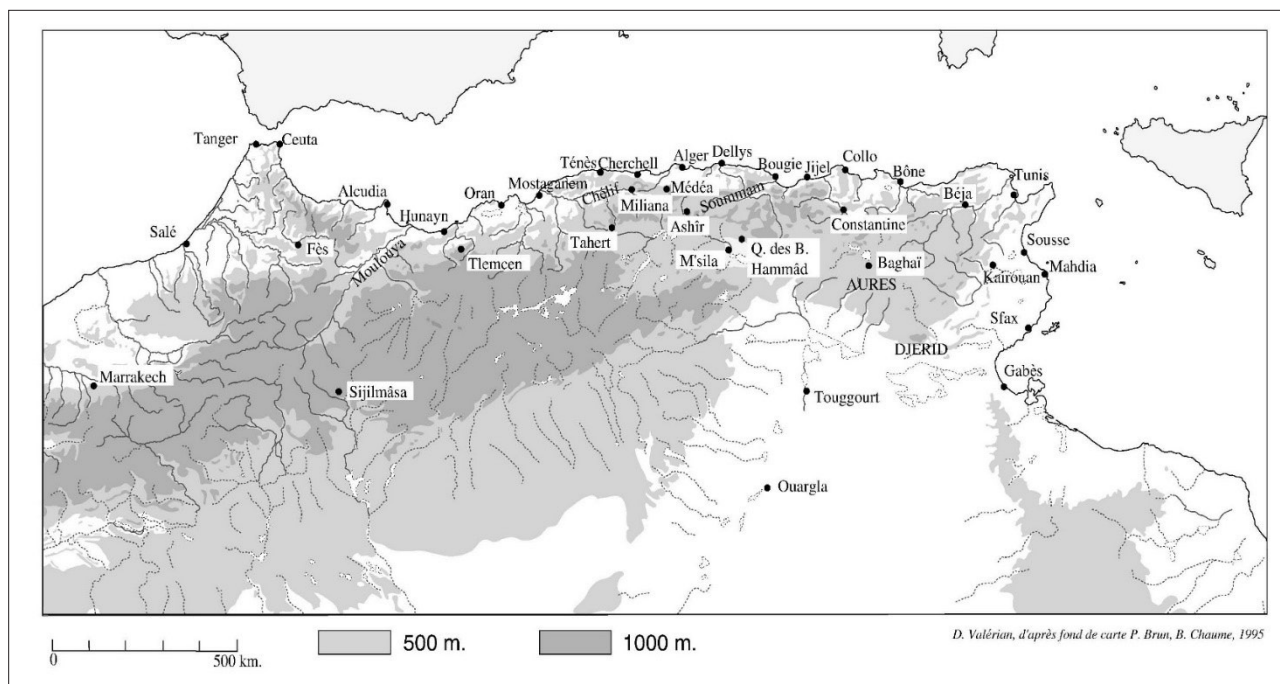 Tanger
Ceuta
Alcudia
Hunayn
Oran
Mostaganem
Ténès
Cherchell
Alger
Dellys
Bougie
Jijel
Collo
Bône
Tunis
Chélif
Miliana
Médéa
Soummam
Constantine
Béja
Salé
Fès
Moulouya
Tlemcen
Tahert
Ashîr
M'sila
Q. des B.
Hammâd
Baghaï
AURES
Kairouan
Sousse
Mahdia
Sfax
DJERID
Gabès
Marrakech
Sijilmâsa
Touggourt
Ouargla
0 500 km.
500 m.
1000 m.
D. Valérian, d'après fond de carte P. Brun, B. Chaume, 1995